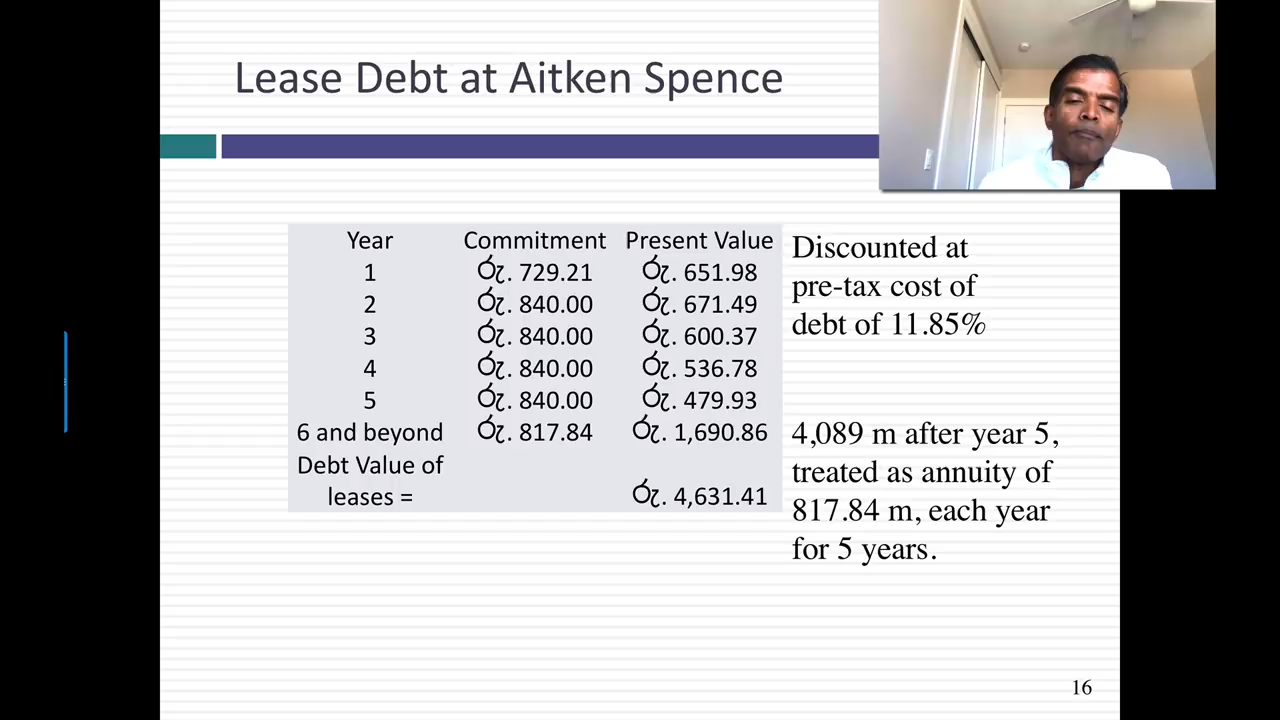 Lease Debt at Aitken Spence
Year Commitment Present Value
1 රු. 729.21 රු. 651.98
2 රු. 840.00 රු. 671.49
3 රු. 840.00 රු. 600.37
4 රු. 840.00 රු. 536.78
5 රු. 840.00 රු. 479.93
6 and beyond රු. 817.84 රු. 1,690.86
Debt Value of
leases = රු. 4,631.41
Discounted at
pre-tax cost of
debt of 11.85%
4,089 m after year 5,
treated as annuity of
817.84 m, each year
for 5 years.
16